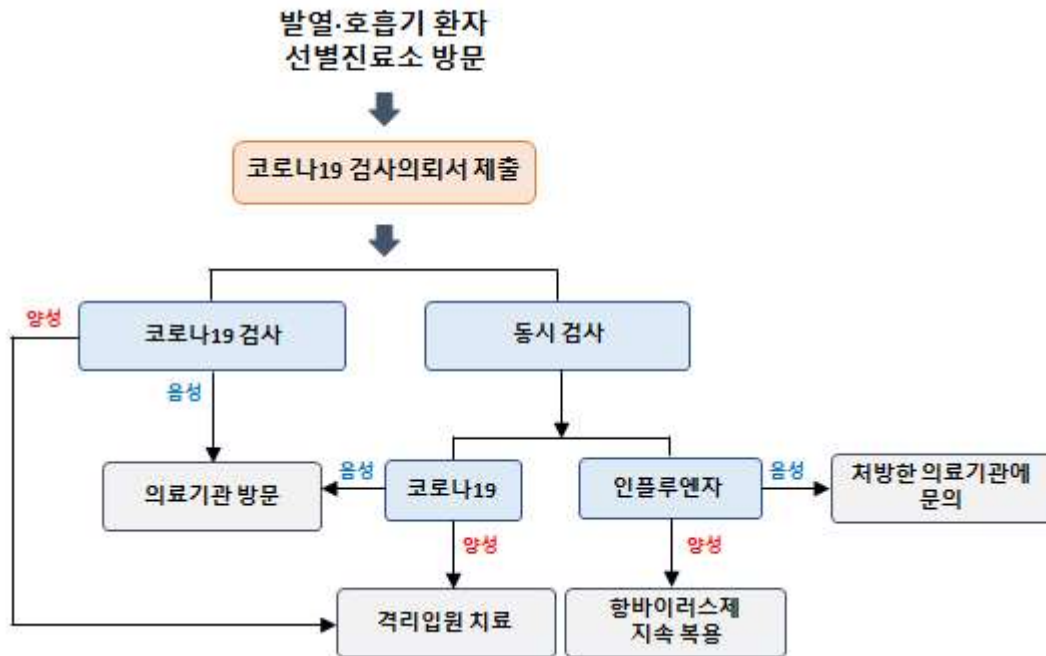 발열·호흡기 환자
선별진료소 방문
코로나19 검사의뢰서 제출
양성
코로나19 검사
동시 검사
음성
의료기관 방문
음성
코로나19
인플루엔자
음성
처방한 의료기관에
문의
양성
양성
격리입원 치료
항바이러스제
지속 복용